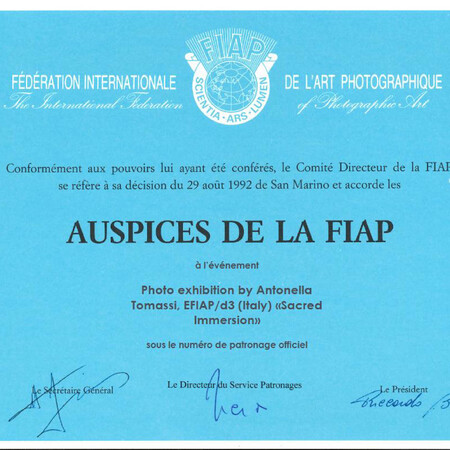 FIAP
FÉDÉRATION INTERNATIONALE DE L'ART PHOTOGRAPHIQUE
The International Federation of Photographic Art
SCIENTIA - ARS - LUMEN
Conformément aux pouvoirs lui ayant été conférés, le Comité Directeur de la FIAP
se réfère à sa décision du 29 août 1992 de San Marino et accorde les
AUSPICES DE LA FIAP
à l'événement
Photo exhibition by Antonella
Tomassi, EFIAP/d3 (Italy) «Sacred
Immersion»
sous le numéro de patronage officiel
Le Secrétaire Général Le Directeur du Service Patronages Le Président
Riccardo